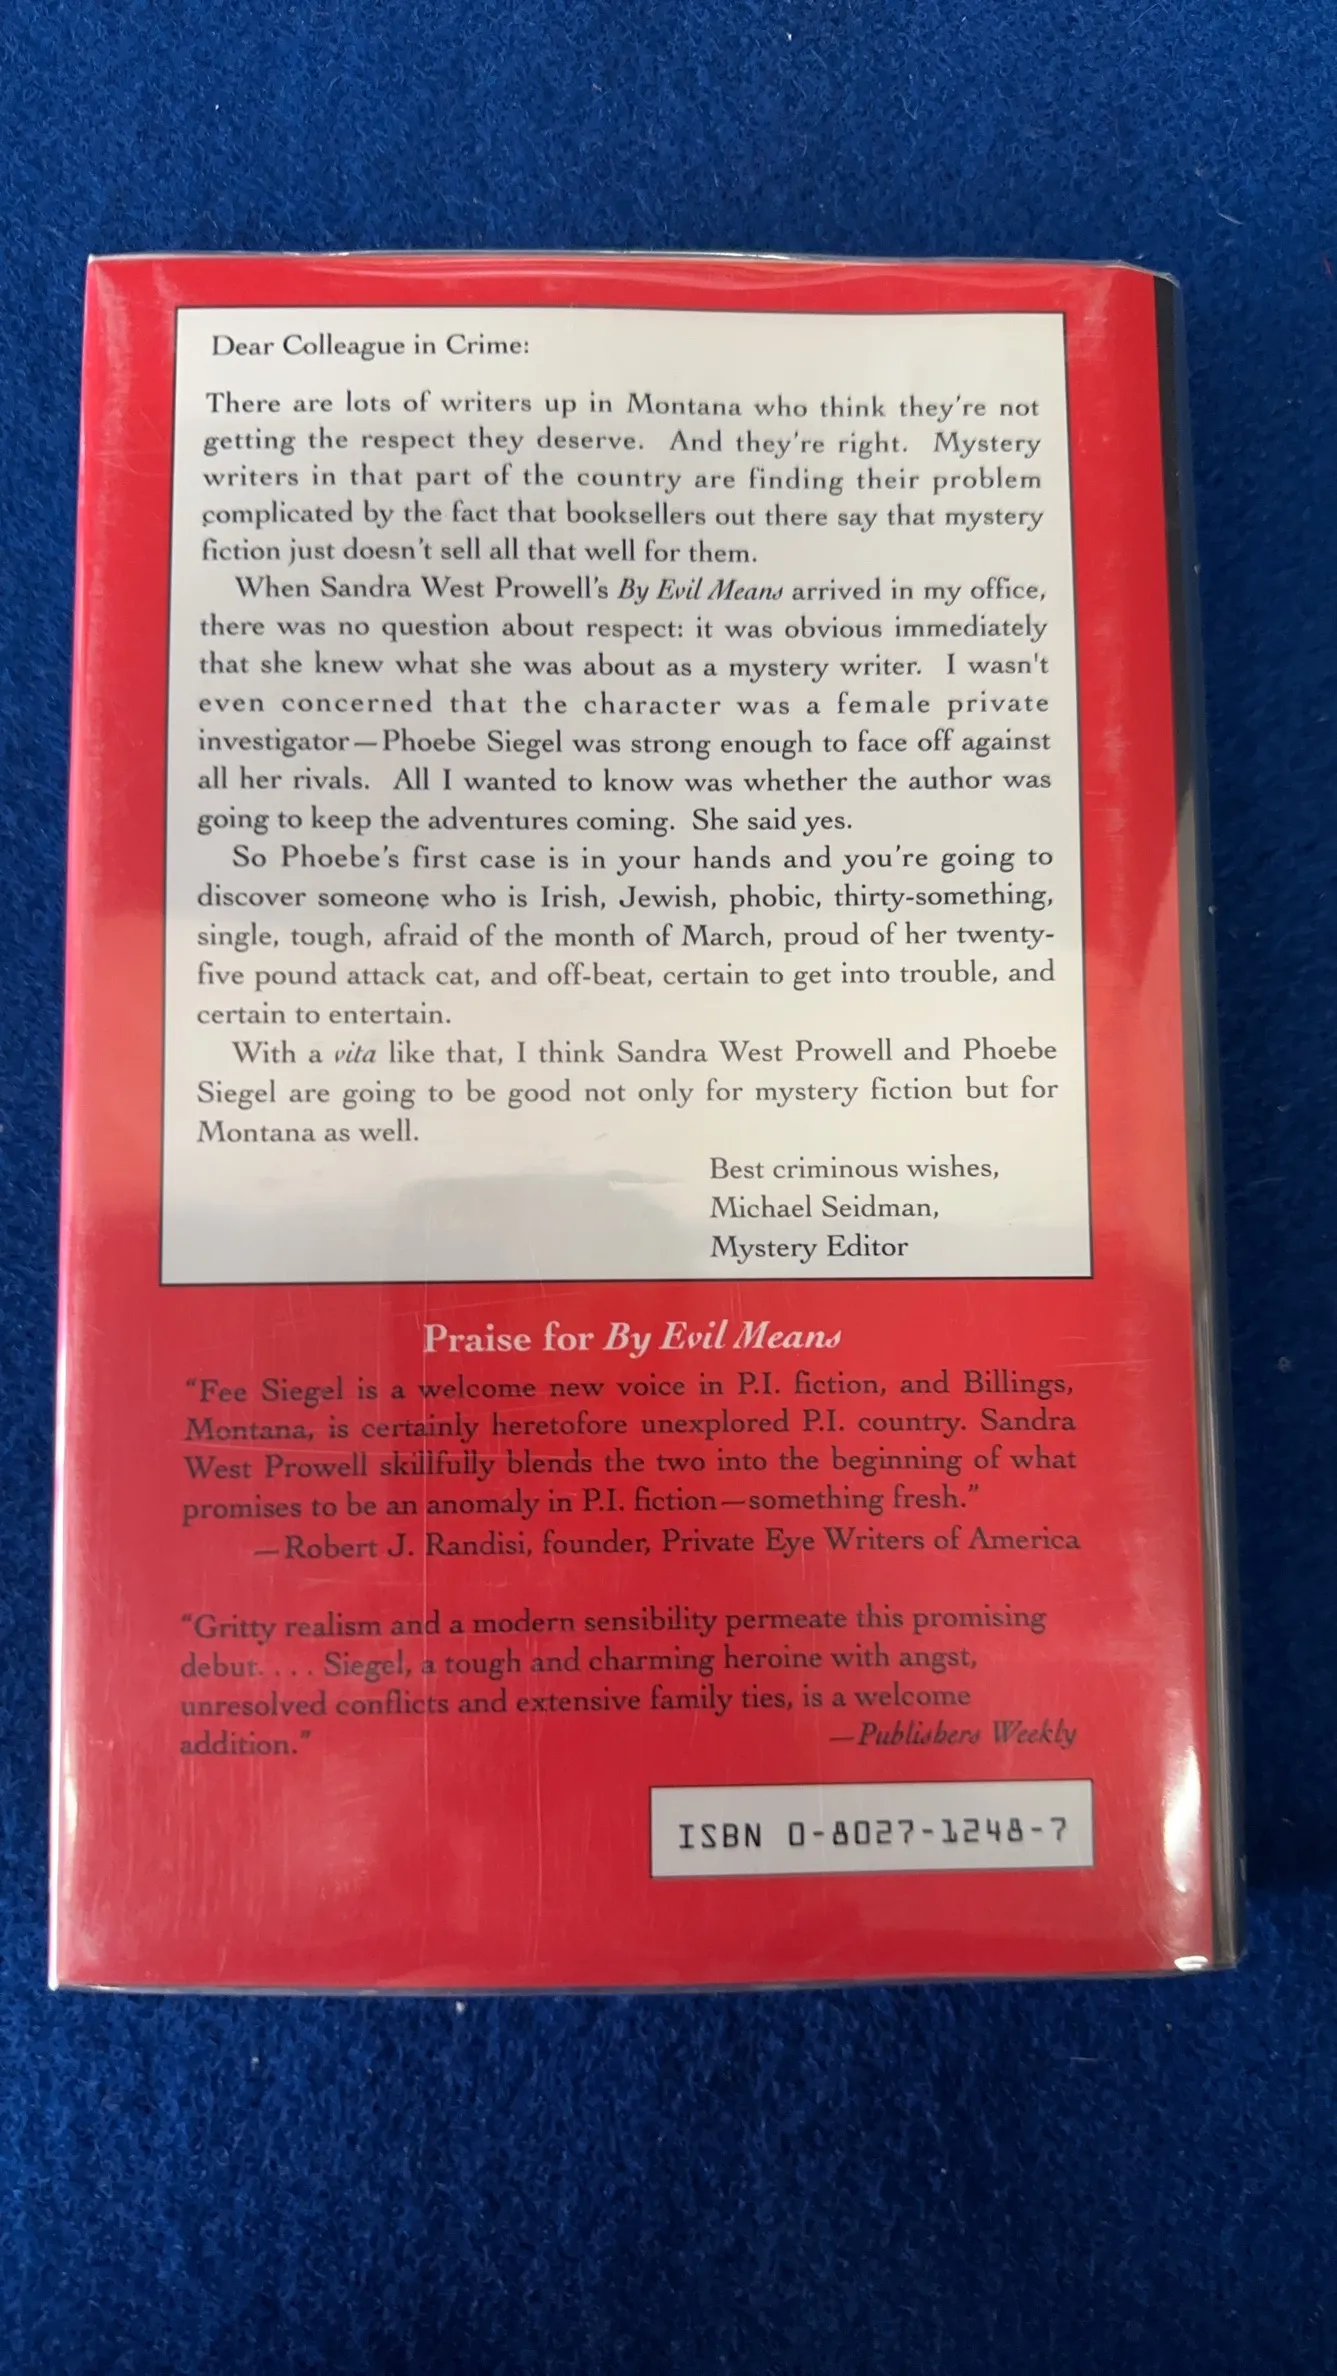 Dear Colleague in Crime:
There are lots of writers up in Montana who think they're not
getting the respect they deserve. And they're right. Mystery
writers in that part of the country are finding their problem
complicated by the fact that booksellers out there say that mystery
fiction just doesn't sell all that well for them.
When Sandra West Prowell's By Evil Means arrived in my office,
there was no question about respect: it was obvious immediately
that she knew what she was about as a mystery writer. I wasn't
even concerned that the character was a female private
investigator—Phoebe Siegel was strong enough to face off against
all her rivals. All I wanted to know was whether the author was
going to keep the adventures coming. She said yes.
So Phoebe's first case is in your hands and you're going to
discover someone who is Irish, Jewish, phobic, thirty-something,
single, tough, afraid of the month of March, proud of her twenty-
five pound attack cat, and off-beat, certain to get into trouble, and
certain to entertain.
With a vita like that, I think Sandra West Prowell and Phoebe
Siegel are going to be good not only for mystery fiction but for
Montana as well.
Best criminous wishes,
Michael Seidman,
Mystery Editor
Praise for By Evil Means
"Fee Siegel is a welcome new voice in P.I. fiction, and Billings,
Montana, is certainly heretofore unexplored P.I. country. Sandra
West Prowell skillfully blends the two into the beginning of what
promises to be an anomaly in P.I. fiction—something fresh."
—Robert J. Randisi, founder, Private Eye Writers of America
"Gritty realism and a modern sensibility permeate this promising
debut. . . . Siegel, a tough and charming heroine with angst,
unresolved conflicts and extensive family ties, is a welcome
addition." —Publishers Weekly
ISBN 0-8027-1248-7